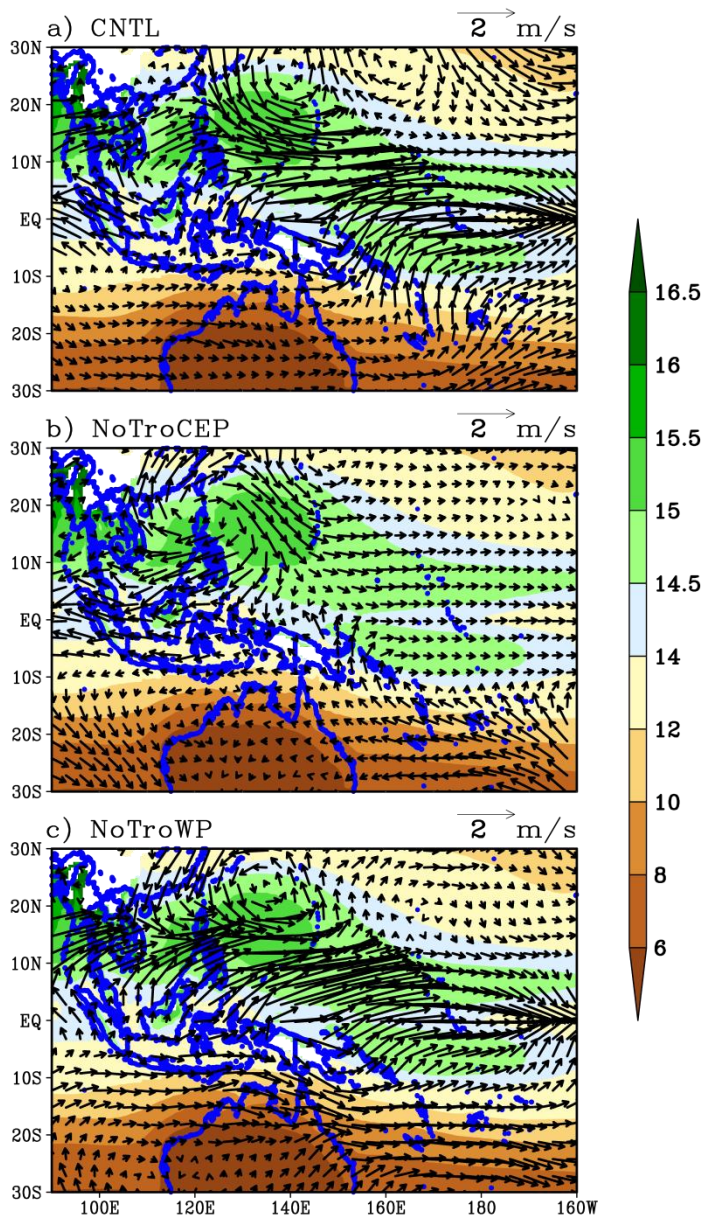 a) CNTL 2 m/s
30N
20N
10N
EQ
10S
20S
30S
b) NoTroCEP 2 m/s
30N
20N
10N
EQ
10S
20S
30S
c) NoTroWP 2 m/s
30N
20N
10N
EQ
10S
20S
30S
100E 120E 140E 160E 180 160W
16.5
16
15.5
15
14.5
14
12
10
8
6